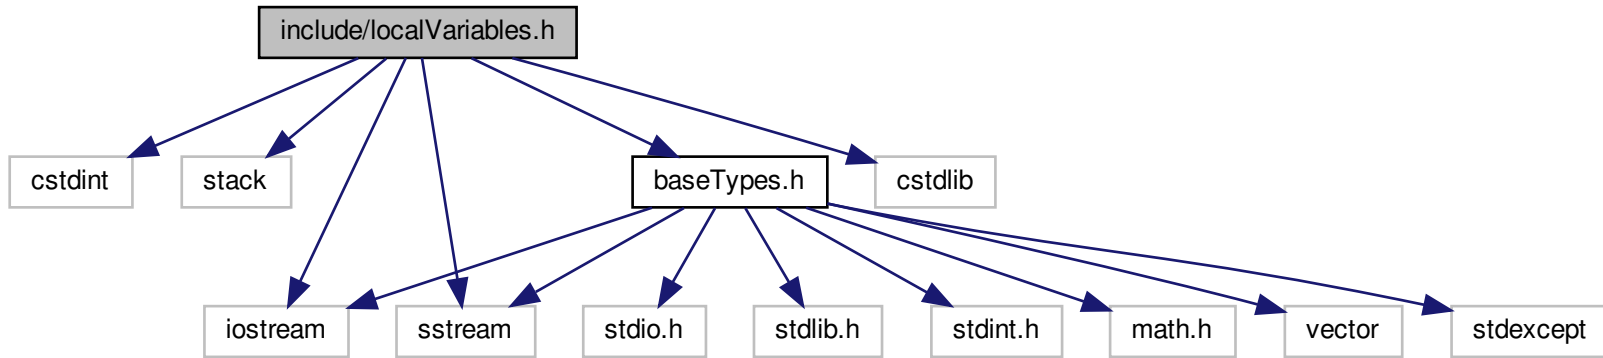 include/localVariables.h
cstdint
stack
baseTypes.h
cstdlib
iostream
sstream
stdio.h
stdlib.h
stdint.h
math.h
vector
stdexcept